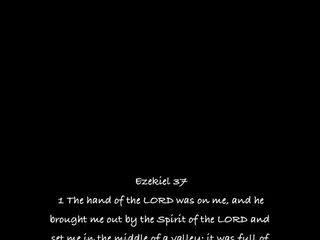 Ezekiel 37
1 The hand of the LORD was on me, and he
brought me out by the Spirit of the LORD and
set me in the middle of a valley; it was full of